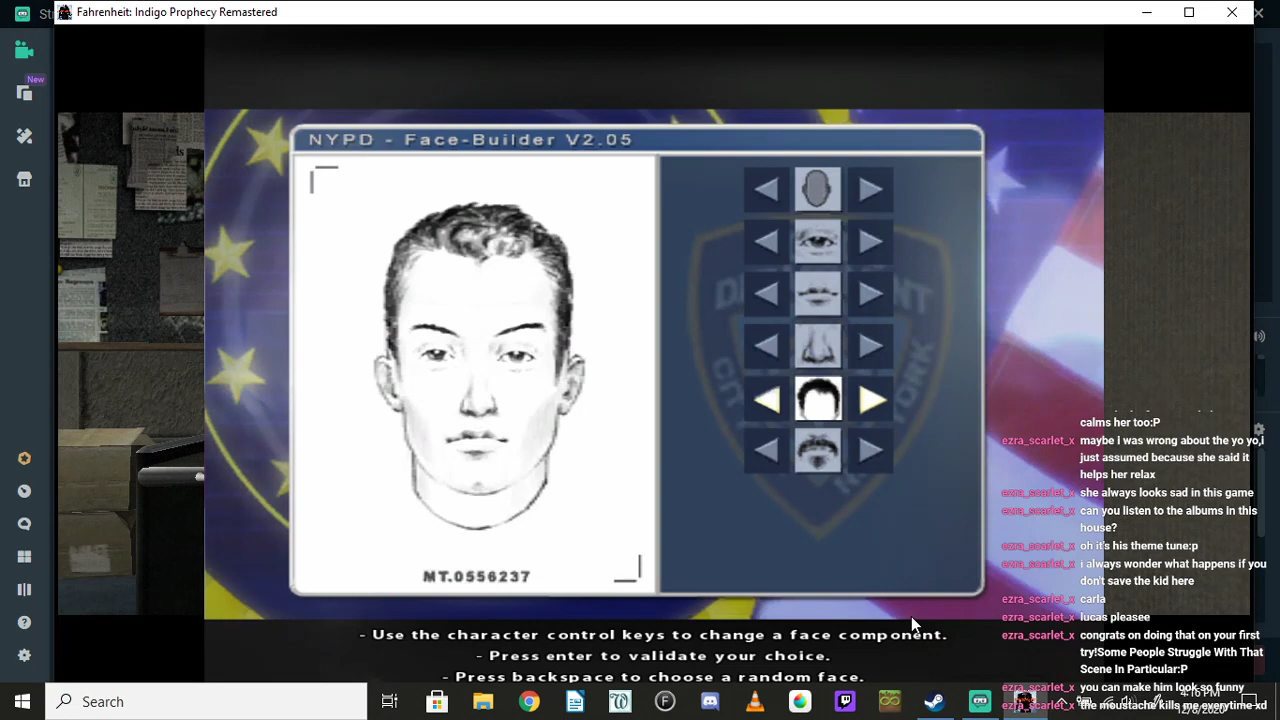 Fahrenheit: Indigo Prophecy Remastered
New
NYPD - Face-Builder V2.05
MT.0556237
- Use the character control keys to change a face component.
- Press enter to validate your choice.
- Press backspace to choose a random face.
calms her too:P
ezra_scarlet_x maybe i was wrong about the yo yo,i
just assumed because she said it
helps her relax
ezra_scarlet_x she always looks sad in this game
ezra_scarlet_x can you listen to the albums in this
house?
ezra_scarlet_x oh it's his theme tune:p
ezra_scarlet_x i always wonder what happens if you
don't save the kid here
ezra_scarlet_x carla
ezra_scarlet_x lucas pleasee
ezra_scarlet_x congrats on doing that on your first
try!Some People Struggle With That
Scene In Particular:P
ezra_scarlet_x you can make him look so funny
ezra_scarlet_x the moustache kills me everytime xd
Search
4:16 PM